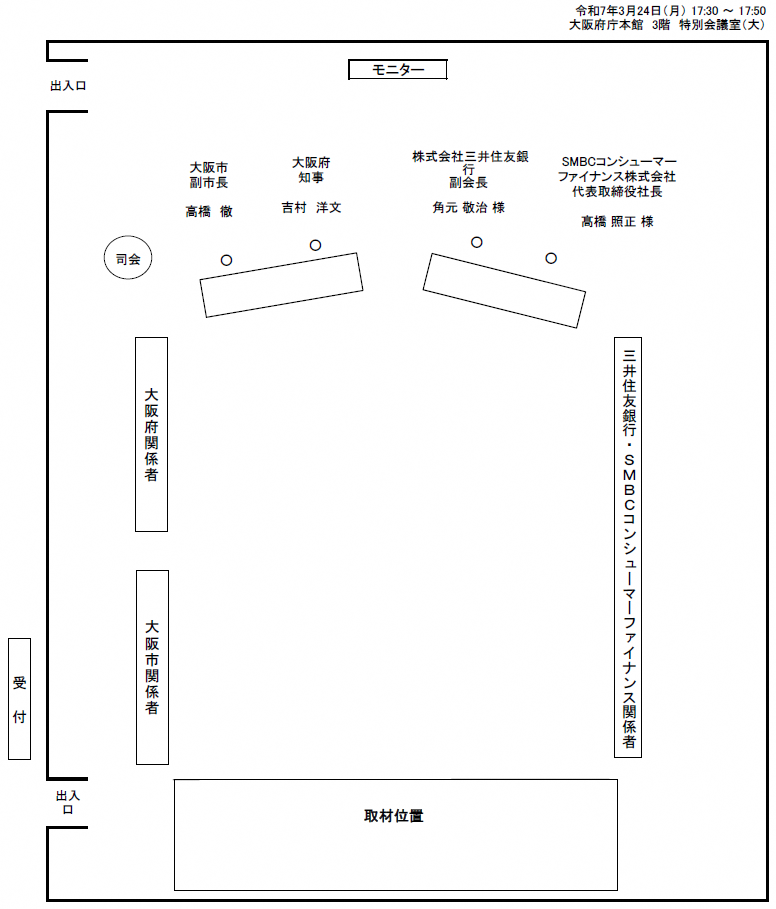 令和7年3月24日(月) 17:30 ～ 17:50
大阪府庁本館　3階　特別会議室(大)
モニター
出入口
大阪市
副市長
高橋　徹
大阪府
知事
吉村　洋文
株式会社三井住友銀
行
副会長
角元 敬治 様
SMBCコンシューマー
ファイナンス株式会社
代表取締役社長
髙橋 照正 様
司会
大阪府関係者
三井住友銀行・SMBCコンシューマーファイナンス関係者
大阪市関係者
受付
出入
口
取材位置